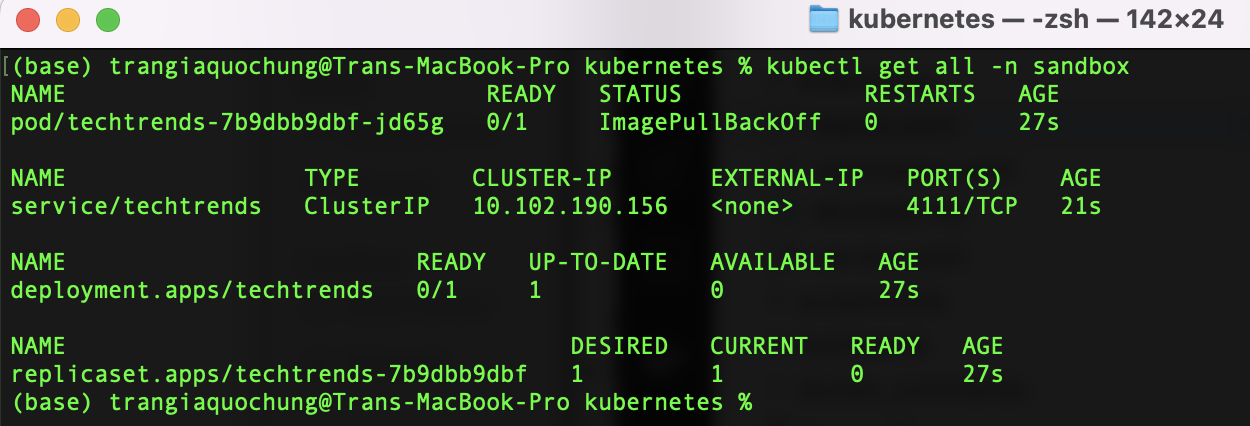 kubernetes — -zsh — 142×24
[(base) trangiaquochung@Trans-MacBook-Pro kubernetes % kubectl get all -n sandbox
NAME READY STATUS RESTARTS AGE
pod/techtrends-7b9dbb9dbf-jd65g 0/1 ImagePullBackOff 0 27s
NAME TYPE CLUSTER-IP EXTERNAL-IP PORT(S) AGE
service/techtrends ClusterIP 10.102.190.156 <none> 4111/TCP 21s
NAME READY UP-TO-DATE AVAILABLE AGE
deployment.apps/techtrends 0/1 1 0 27s
NAME DESIRED CURRENT READY AGE
replicaset.apps/techtrends-7b9dbb9dbf 1 1 0 27s
(base) trangiaquochung@Trans-MacBook-Pro kubernetes %